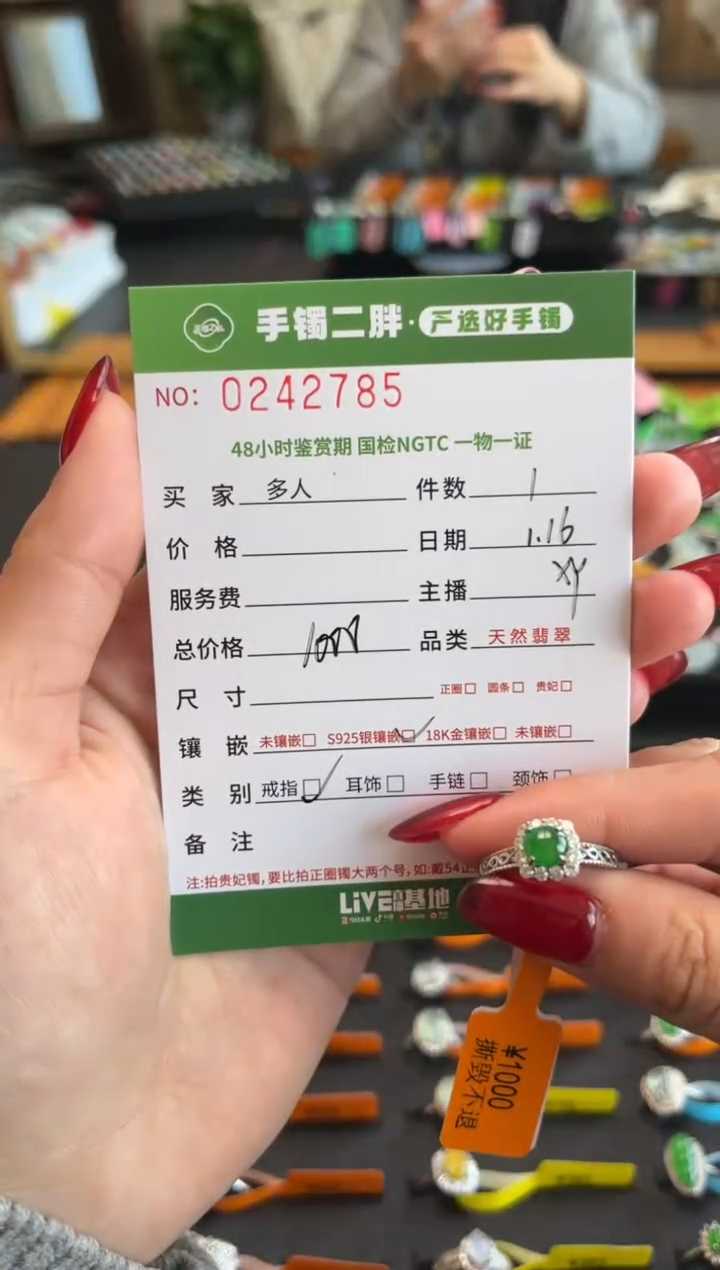 手镯二胖·严选好手镯
NO: 0242785
48小时鉴赏期 国检NGTC 一物一证
买 家 多人 件数 1
价 格 日期 1.16
服务费 主播 xy
总价格 1000 品类 天然翡翠
尺 寸 正圈□ 圆条□ 贵妃□
镶 嵌 未镶嵌□ S925银镶嵌☑ 18K金镶嵌□ 未镶嵌□
类 别 戒指☑ 耳饰□ 手链□ 颈饰□
备 注
注:拍贵妃镯,要比拍正圈镯大两个号,如:戴54正
LiVE 基地
¥1000
撕毁不退